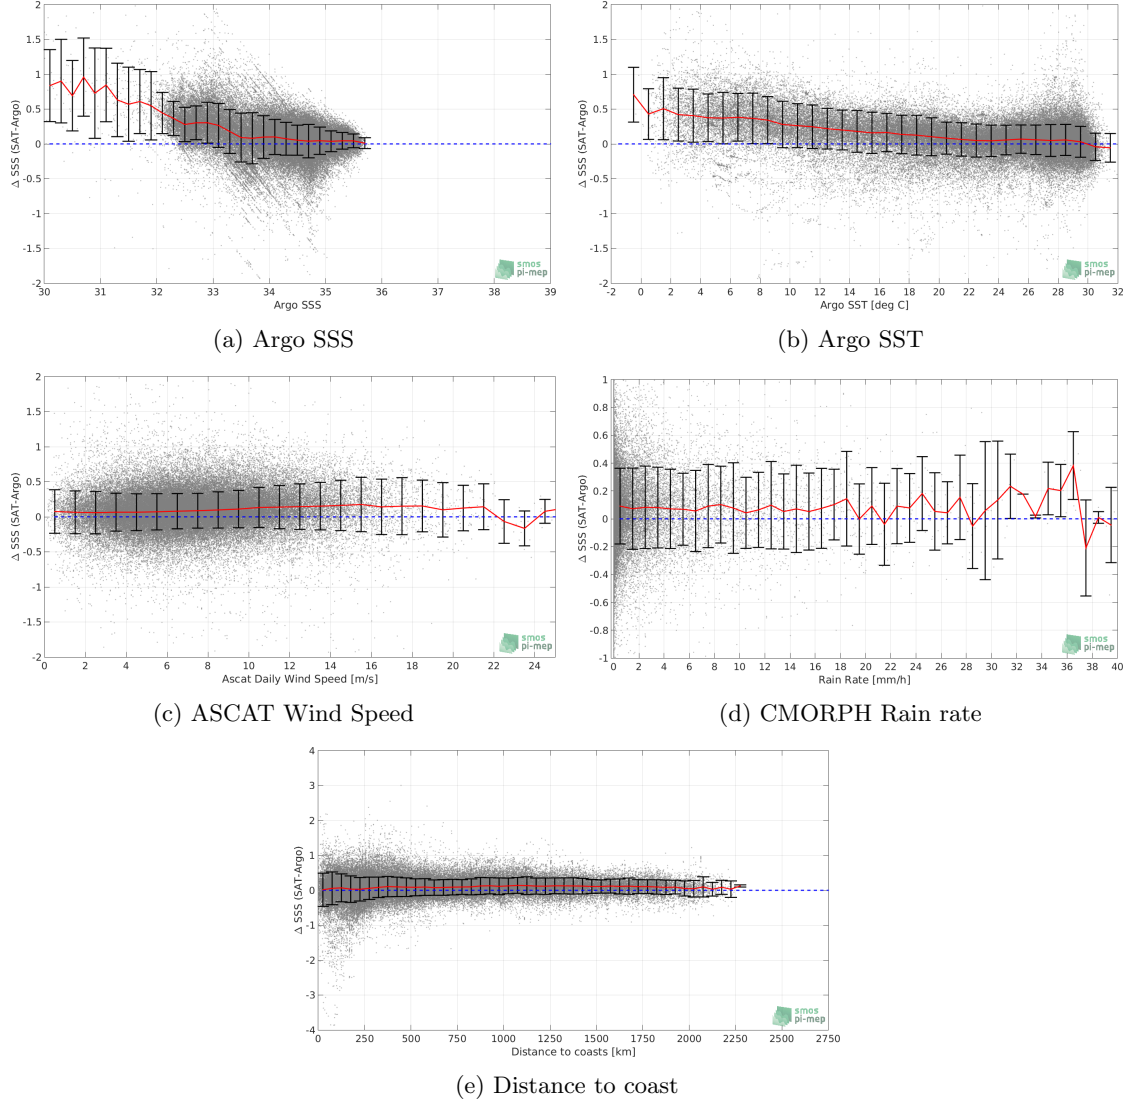 2
1.5
1
0.5
0
-0.5
-1
-1.5
-2
Δ SSS (SAT-Argo)
30 31 32 33 34 35 36 37 38 39
Argo SSS
smos
pi-mep
(a) Argo SSS
2
1.5
1
0.5
0
-0.5
-1
-1.5
-2
Δ SSS (SAT-Argo)
-2 0 2 4 6 8 10 12 14 16 18 20 22 24 26 28 30 32
Argo SST [deg C]
smos
pi-mep
(b) Argo SST
2
1.5
1
0.5
0
-0.5
-1
-1.5
-2
Δ SSS (SAT-Argo)
0 2 4 6 8 10 12 14 16 18 20 22 24
Ascat Daily Wind Speed [m/s]
smos
pi-mep
(c) ASCAT Wind Speed
1
0.8
0.6
0.4
0.2
0
-0.2
-0.4
-0.6
-0.8
-1
Δ SSS (SAT-Argo)
0 2 4 6 8 10 12 14 16 18 20 22 24 26 28 30 32 34 36 38 40
Rain Rate [mm/h]
smos
pi-mep
(d) CMORPH Rain rate
4
3
2
1
0
-1
-2
-3
-4
Δ SSS (SAT-Argo)
0 250 500 750 1000 1250 1500 1750 2000 2250 2500 2750
Distance to coasts [km]
smos
pi-mep
(e) Distance to coast